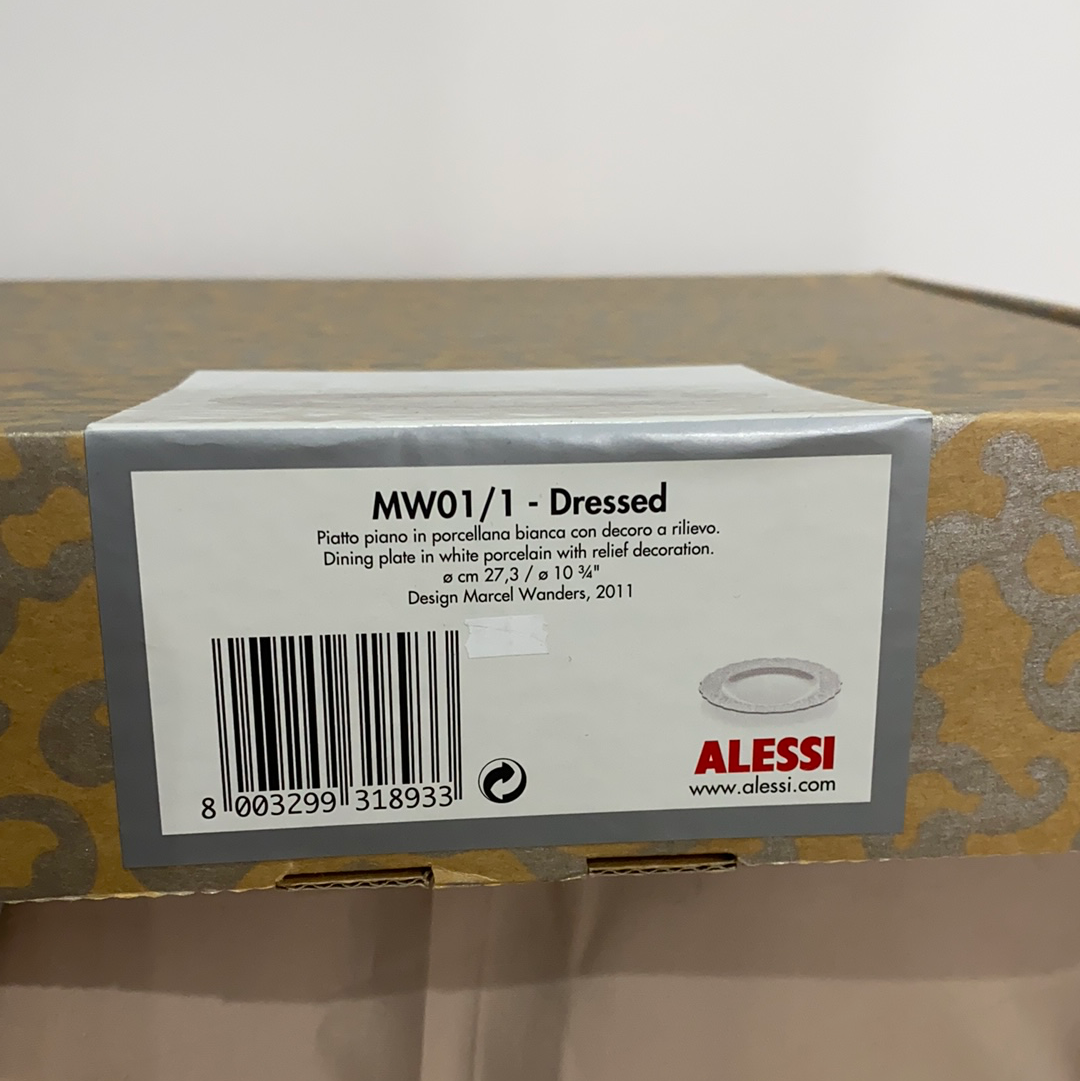 MW01/1 - Dressed
Piatto piano in porcellana bianca con decoro a rilievo.
Dining plate in white porcelain with relief decoration.
ø cm 27,3 / ø 10 ¾"
Design Marcel Wanders, 2011
8 003299 318933
ALESSI
www.alessi.com